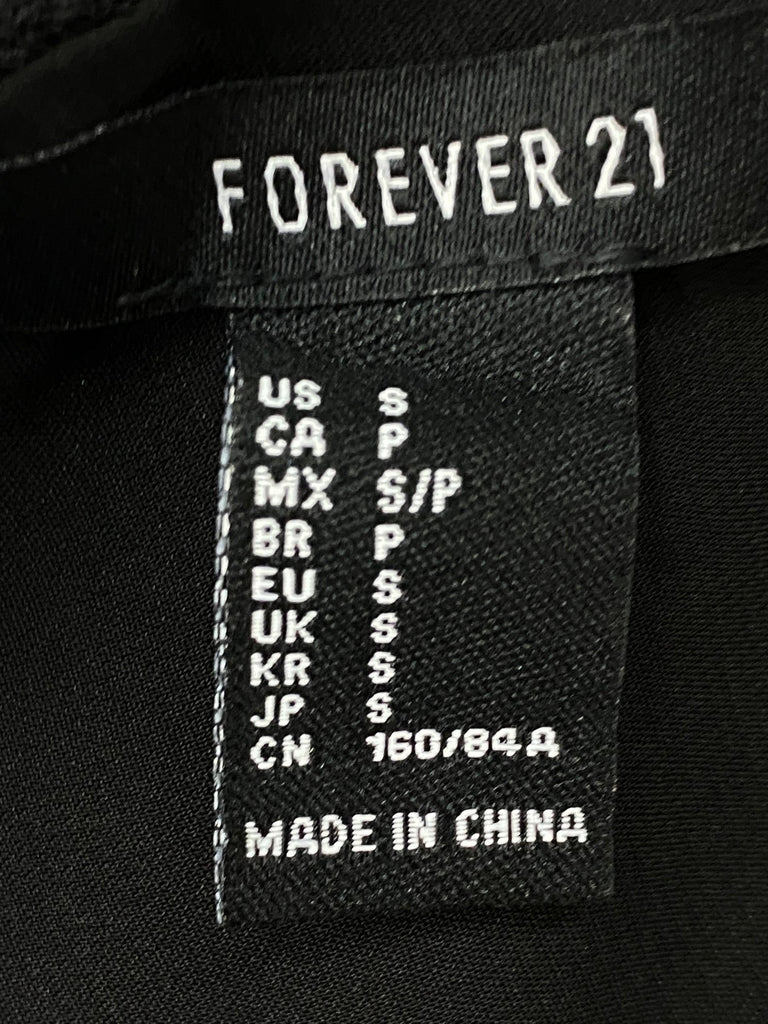 FOREVER 21
US S
CA P
MX S/P
BR P
EU S
UK S
KR S
JP S
CN 160/84A
MADE IN CHINA